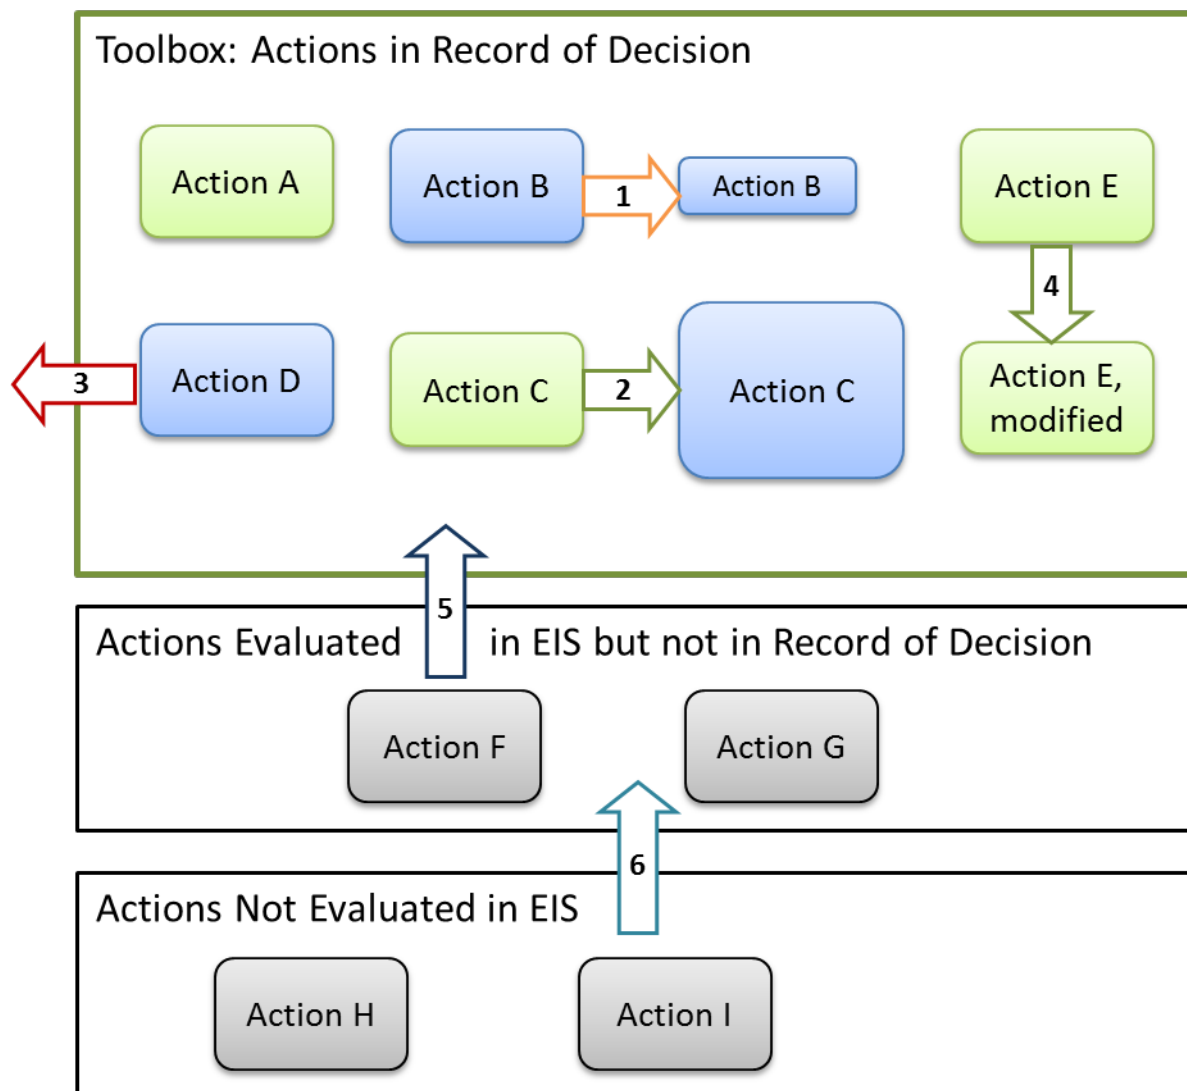 Toolbox: Actions in Record of Decision
Action A
Action B
1
Action B
Action E
4
3
Action D
Action C
2
Action C
Action E,
modified
5
Actions Evaluated in EIS but not in Record of Decision
Action F
Action G
6
Actions Not Evaluated in EIS
Action H
Action I